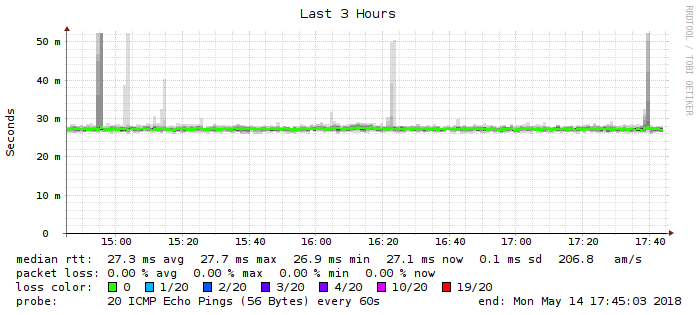 Last 3 Hours
RRDTOOL / TOBI OETIKER
Seconds
50 m
40 m
30 m
20 m
10 m
0
15:00 15:20 15:40 16:00 16:20 16:40 17:00 17:20 17:40
median rtt: 27.3 ms avg 27.7 ms max 26.9 ms min 27.1 ms now 0.1 ms sd 206.8 am/s
packet loss: 0.00 % avg 0.00 % max 0.00 % min 0.00 % now
loss color: 0 1/20 2/20 3/20 4/20 10/20 19/20
probe: 20 ICMP Echo Pings (56 Bytes) every 60s end: Mon May 14 17:45:03 2018